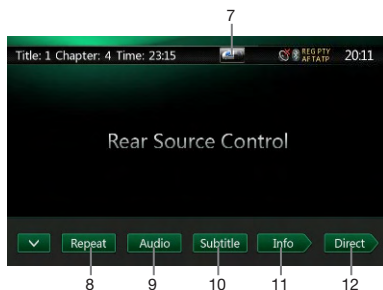 7
Title: 1 Chapter: 4 Time: 23:15 REG PTY AF TA TP 20:11
Rear Source Control
Repeat Audio Subtitle Info Direct
8 9 10 11 12